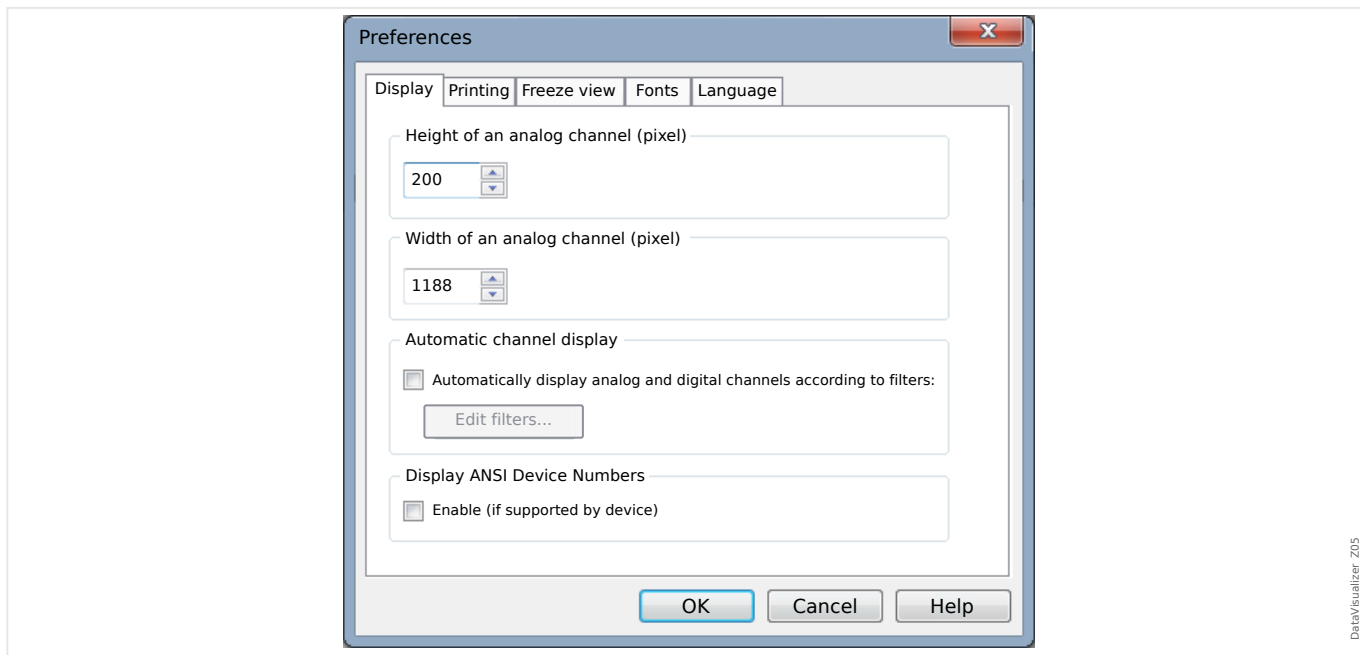 Preferences
x
Display Printing Freeze view Fonts Language
Height of an analog channel (pixel)
200
Width of an analog channel (pixel)
1188
Automatic channel display
Automatically display analog and digital channels according to filters:
Edit filters...
Display ANSI Device Numbers
Enable (if supported by device)
OK Cancel Help
DataVisualizer_Z05